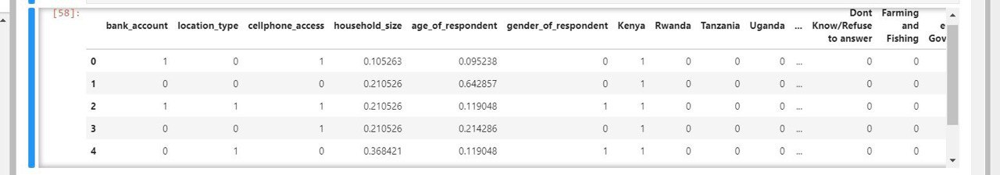 [58]:
bank_account location_type cellphone_access household_size age_of_respondent gender_of_respondent Kenya Rwanda Tanzania Uganda ... Dont Know/Refuse to answer Farming and Fishing e Gov
0 1 0 1 0.105263 0.095238 0 1 0 0 0 ... 0 0
1 0 0 0 0.210526 0.642857 0 1 0 0 0 ... 0 0
2 1 1 1 0.210526 0.119048 1 1 0 0 0 ... 0 0
3 0 0 1 0.210526 0.214286 0 1 0 0 0 ... 0 0
4 0 1 0 0.368421 0.119048 1 1 0 0 0 ... 0 0